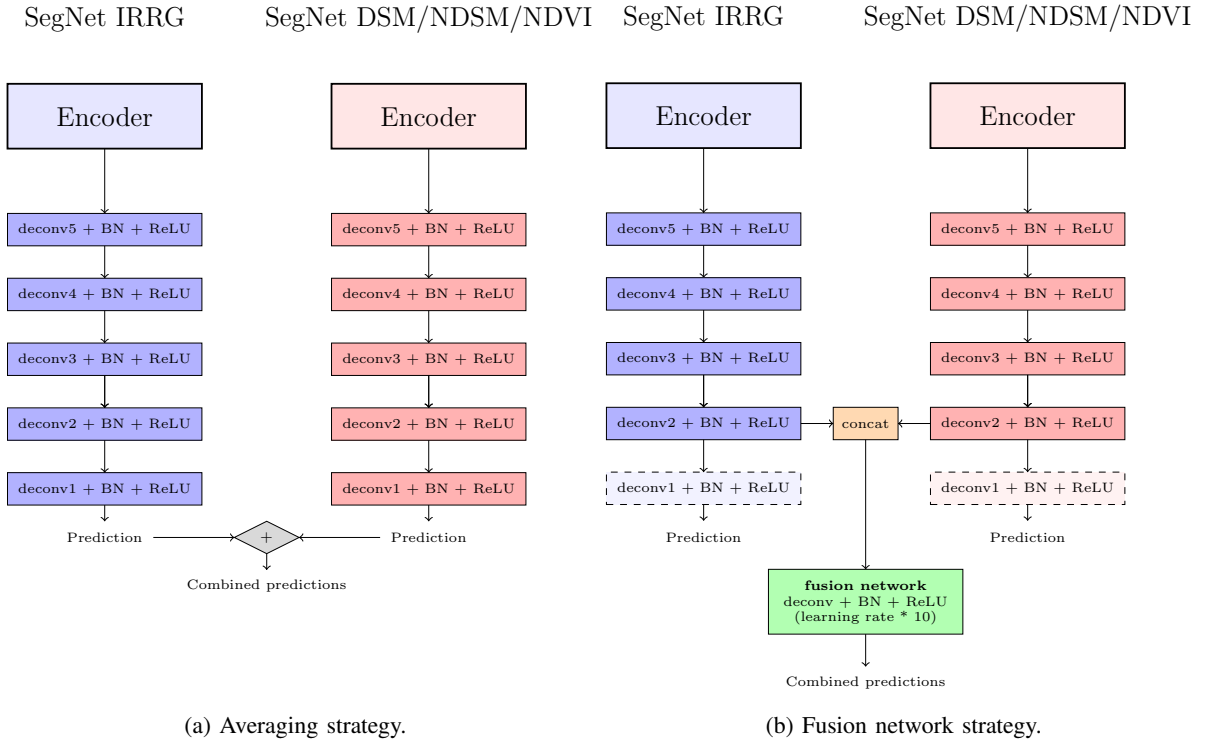 SegNet IRRG
SegNet DSM/NDSM/NDVI
Encoder
Encoder
deconv5 + BN + ReLU
deconv5 + BN + ReLU
deconv4 + BN + ReLU
deconv4 + BN + ReLU
deconv3 + BN + ReLU
deconv3 + BN + ReLU
deconv2 + BN + ReLU
deconv2 + BN + ReLU
deconv1 + BN + ReLU
deconv1 + BN + ReLU
Prediction
+
Prediction
Combined predictions
(a) Averaging strategy.
SegNet IRRG
SegNet DSM/NDSM/NDVI
Encoder
Encoder
deconv5 + BN + ReLU
deconv5 + BN + ReLU
deconv4 + BN + ReLU
deconv4 + BN + ReLU
deconv3 + BN + ReLU
deconv3 + BN + ReLU
deconv2 + BN + ReLU
concat
deconv2 + BN + ReLU
deconv1 + BN + ReLU
deconv1 + BN + ReLU
Prediction
Prediction
fusion network
deconv + BN + ReLU
(learning rate * 10)
Combined predictions
(b) Fusion network strategy.